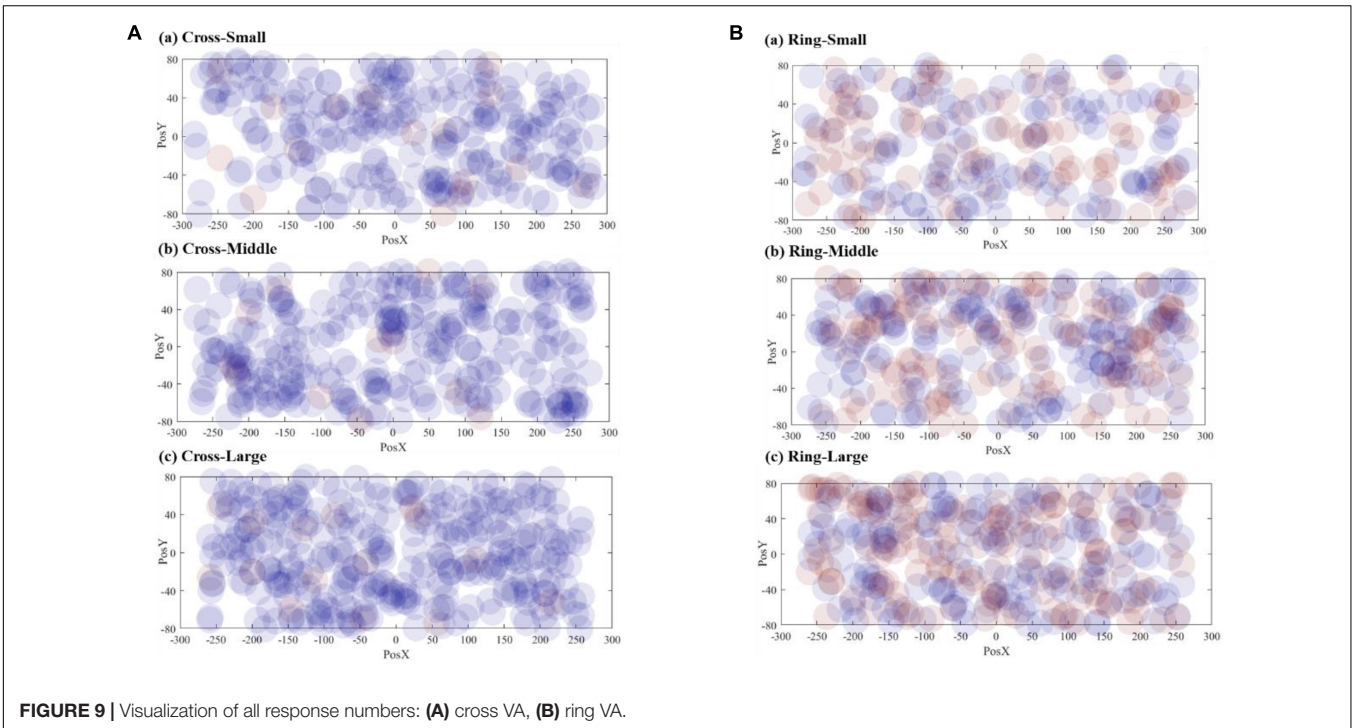 A
(a) Cross-Small
80
40
0
-40
-80
PosY
-300 -250 -200 -150 -100 -50 0 50 100 150 200 250 300
PosX
(b) Cross-Middle
80
40
0
-40
-80
PosY
-300 -250 -200 -150 -100 -50 0 50 100 150 200 250 300
PosX
(c) Cross-Large
80
40
0
-40
-80
PosY
-300 -250 -200 -150 -100 -50 0 50 100 150 200 250 300
PosX
B
(a) Ring-Small
80
40
0
-40
-80
PosY
-300 -250 -200 -150 -100 -50 0 50 100 150 200 250 300
PosX
(b) Ring-Middle
80
40
0
-40
-80
PosY
-300 -250 -200 -150 -100 -50 0 50 100 150 200 250 300
PosX
(c) Ring-Large
80
40
0
-40
-80
PosY
-300 -250 -200 -150 -100 -50 0 50 100 150 200 250 300
PosX
FIGURE 9 | Visualization of all response numbers: (A) cross VA, (B) ring VA.